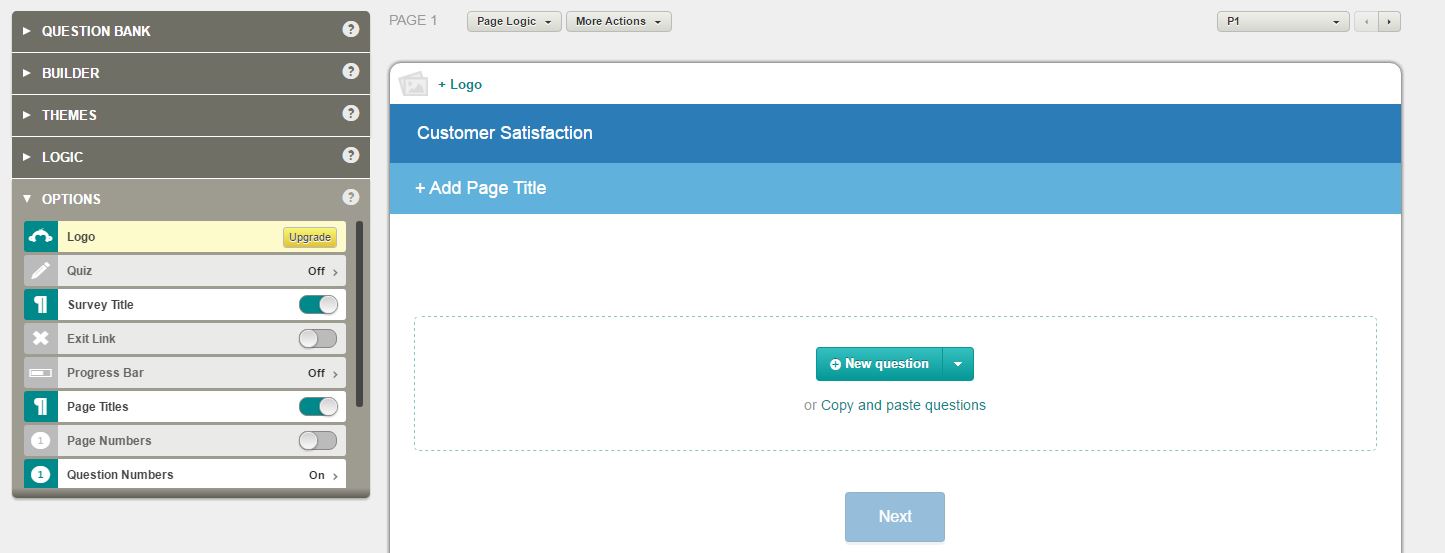 QUESTION BANK ?
BUILDER ?
THEMES ?
LOGIC ?
OPTIONS ?
Logo Upgrade
Quiz Off
Survey Title
Exit Link
Progress Bar Off
Page Titles
1 Page Numbers
1 Question Numbers On
PAGE 1 Page Logic More Actions P1
+ Logo
Customer Satisfaction
+ Add Page Title
New question
or Copy and paste questions
Next